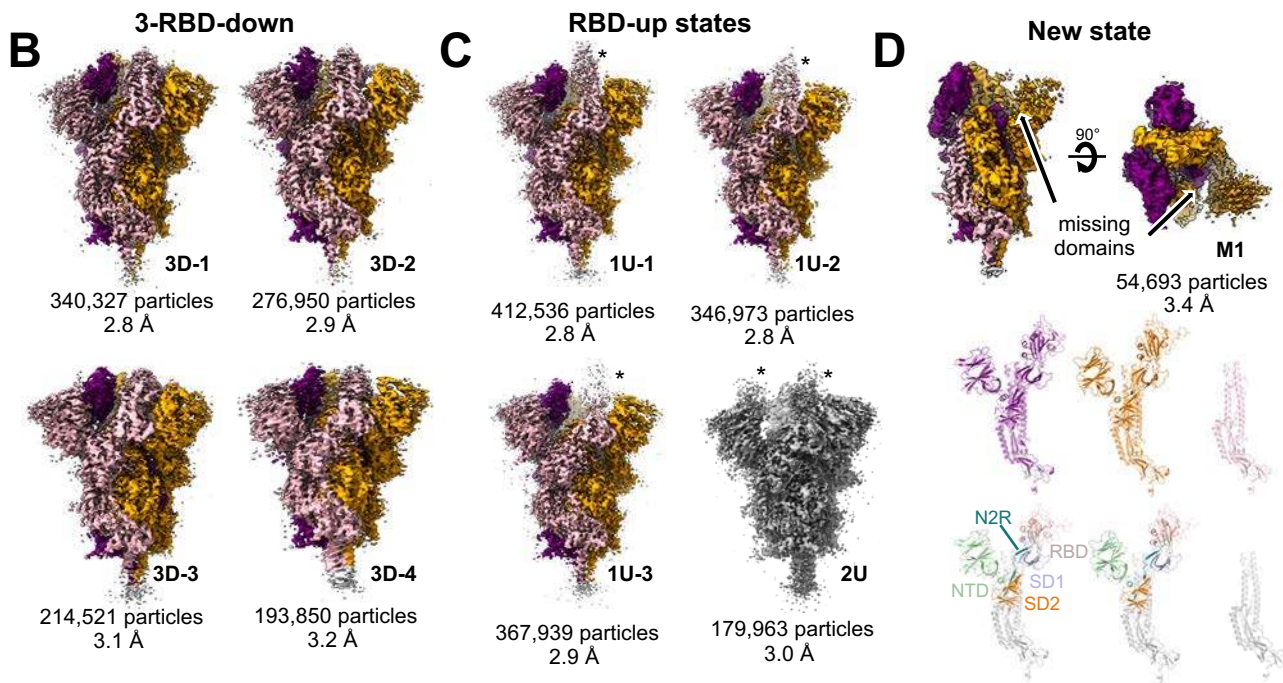 B
3-RBD-down
3D-1
340,327 particles
2.8 Å
3D-2
276,950 particles
2.9 Å
3D-3
214,521 particles
3.1 Å
3D-4
193,850 particles
3.2 Å
C
RBD-up states
*
1U-1
412,536 particles
2.8 Å
*
1U-2
346,973 particles
2.8 Å
*
1U-3
367,939 particles
2.9 Å
* *
2U
179,963 particles
3.0 Å
D
New state
90°
missing
domains
M1
54,693 particles
3.4 Å
N2R
RBD
NTD
SD1
SD2